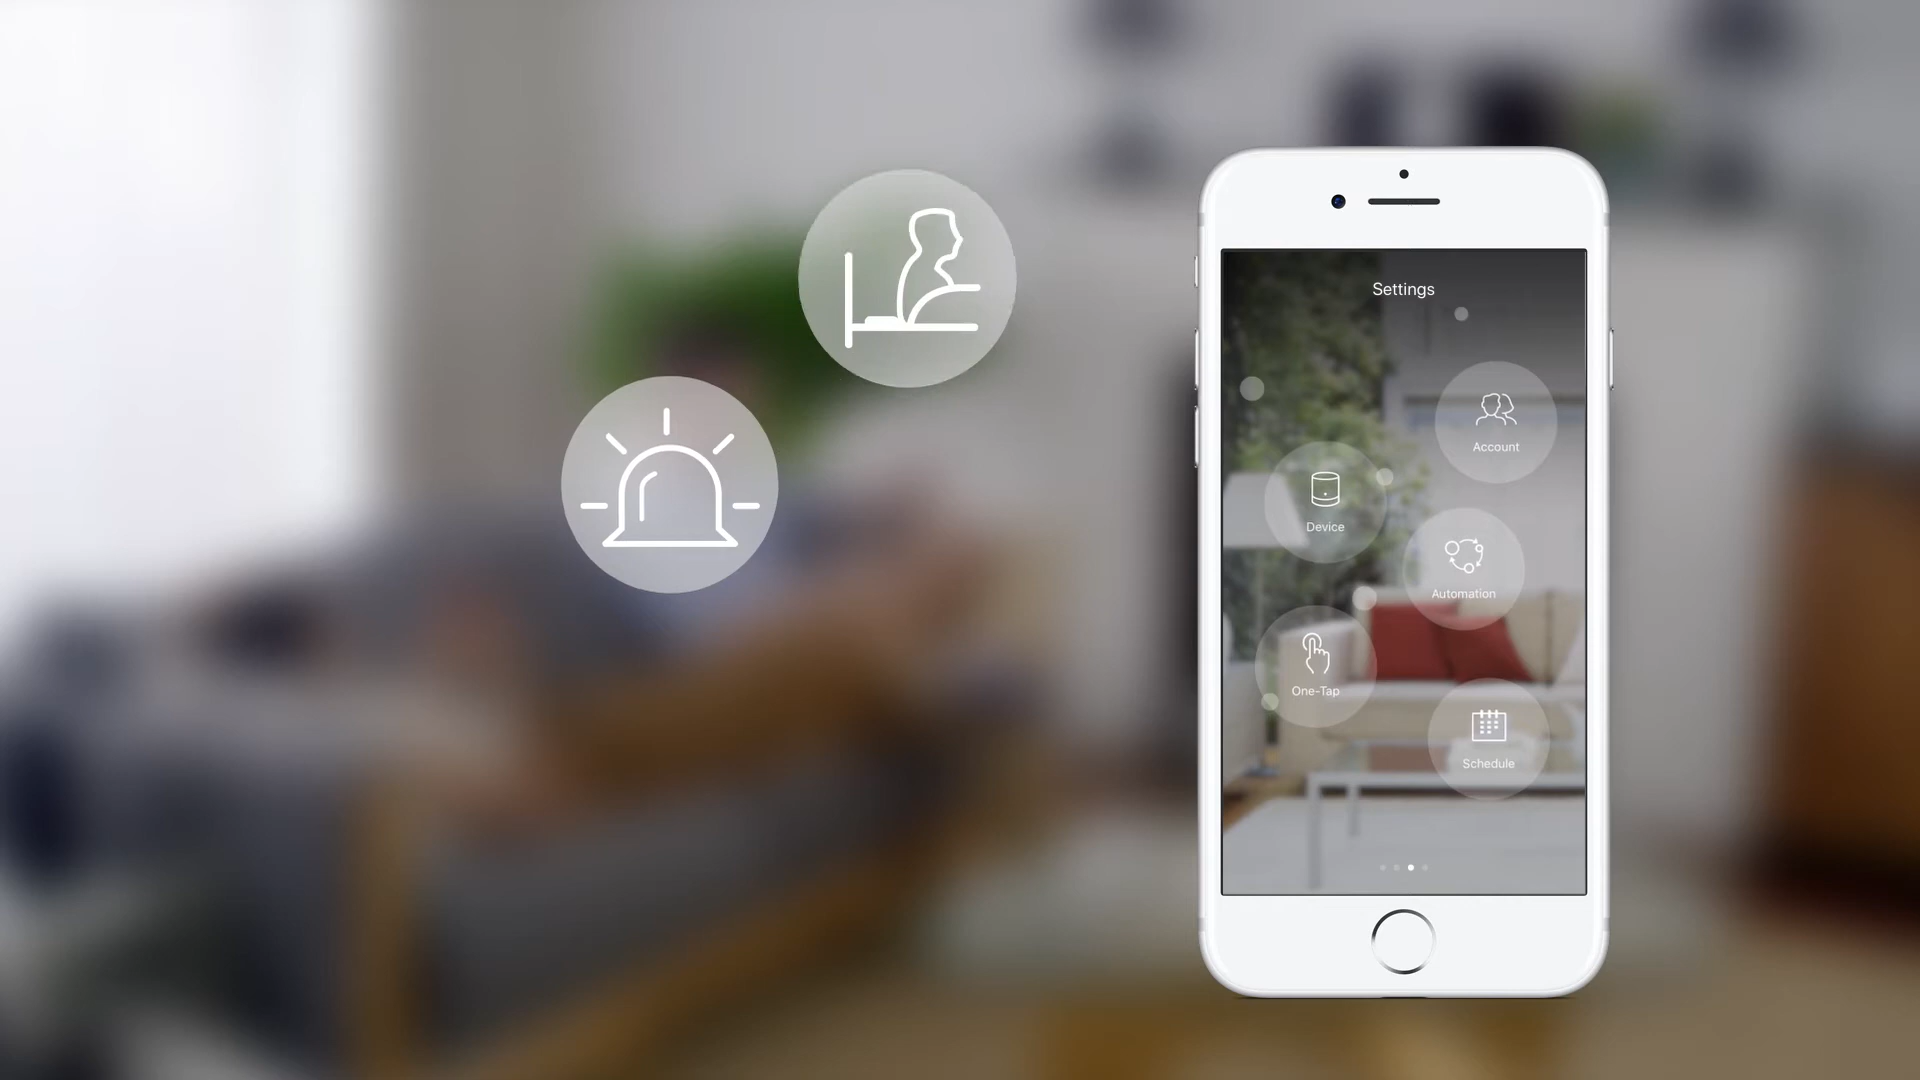 Settings
Account
Device
Automation
One-Tap
Schedule